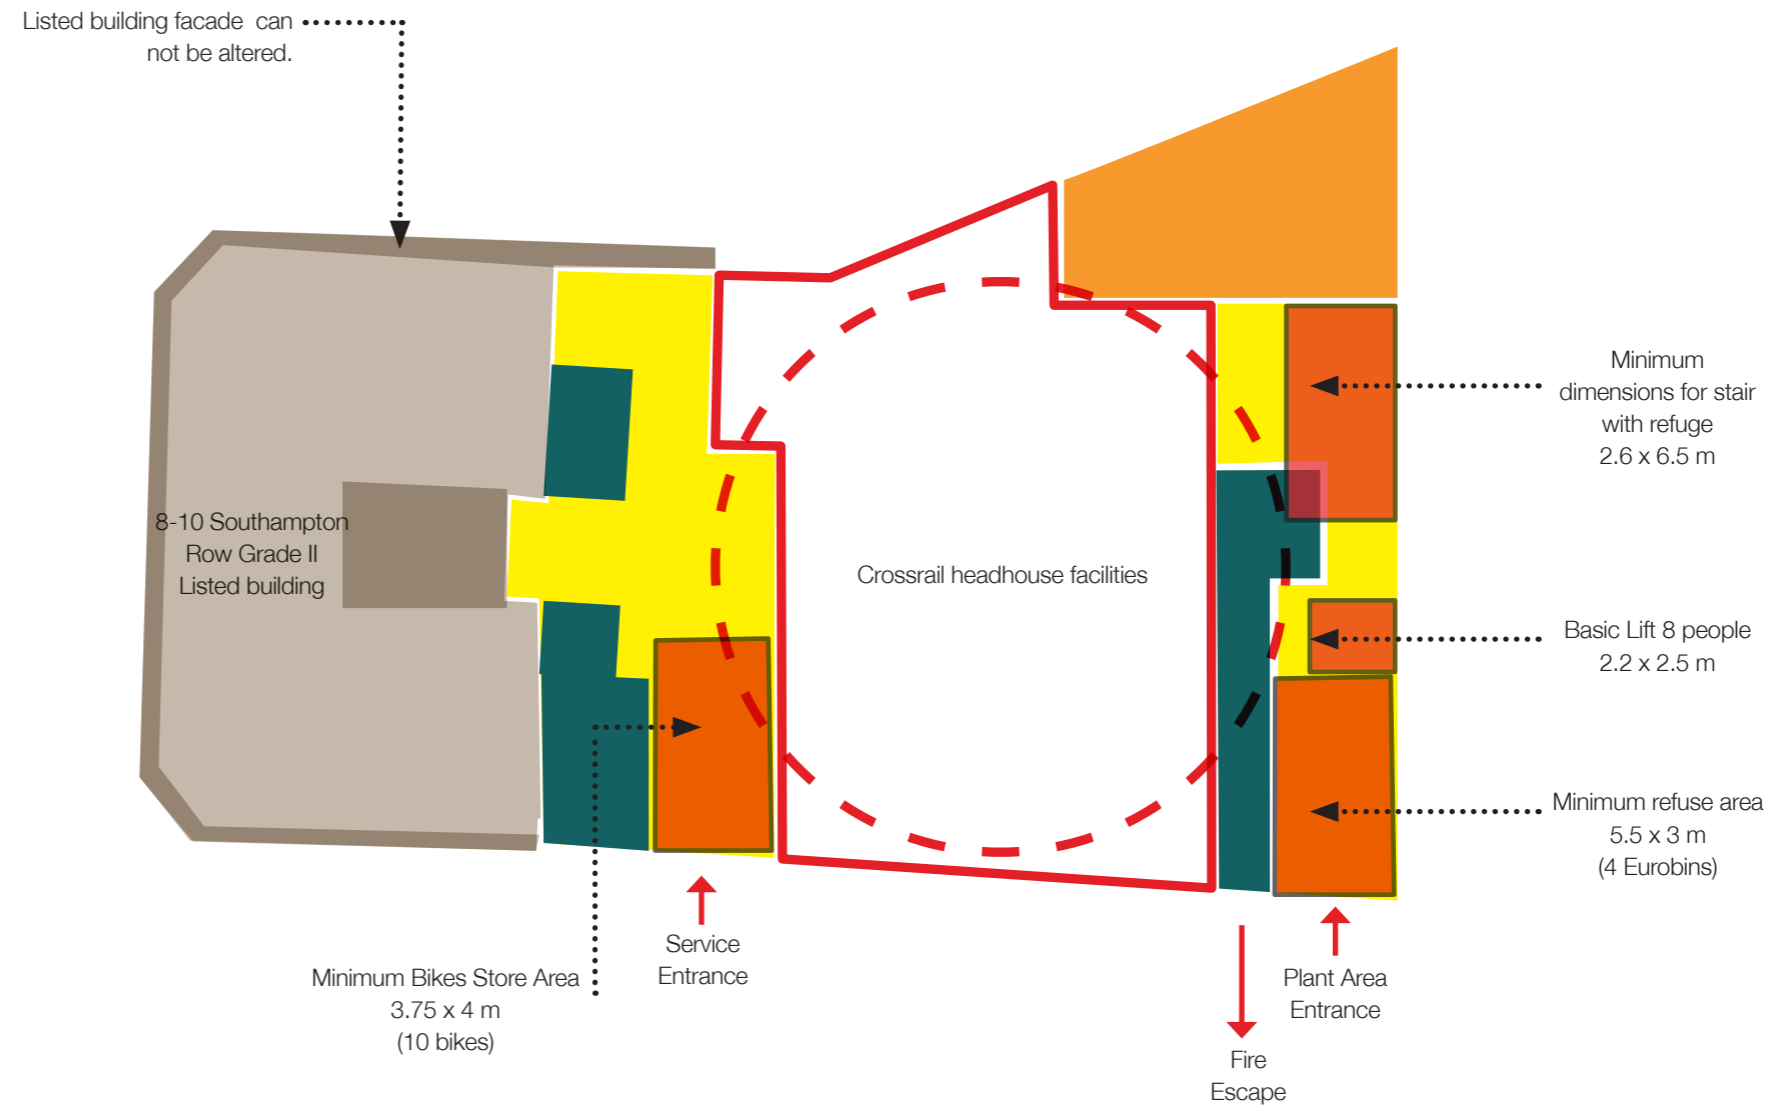 Listed building facade can
not be altered.
Minimum
dimensions for stair
with refuge
2.6 x 6.5 m
8-10 Southampton
Row Grade II
Listed building
Crossrail headhouse facilities
Basic Lift 8 people
2.2 x 2.5 m
Minimum refuse area
5.5 x 3 m
(4 Eurobins)
Service
Entrance
Minimum Bikes Store Area
3.75 x 4 m
(10 bikes)
Plant Area
Entrance
Fire
Escape